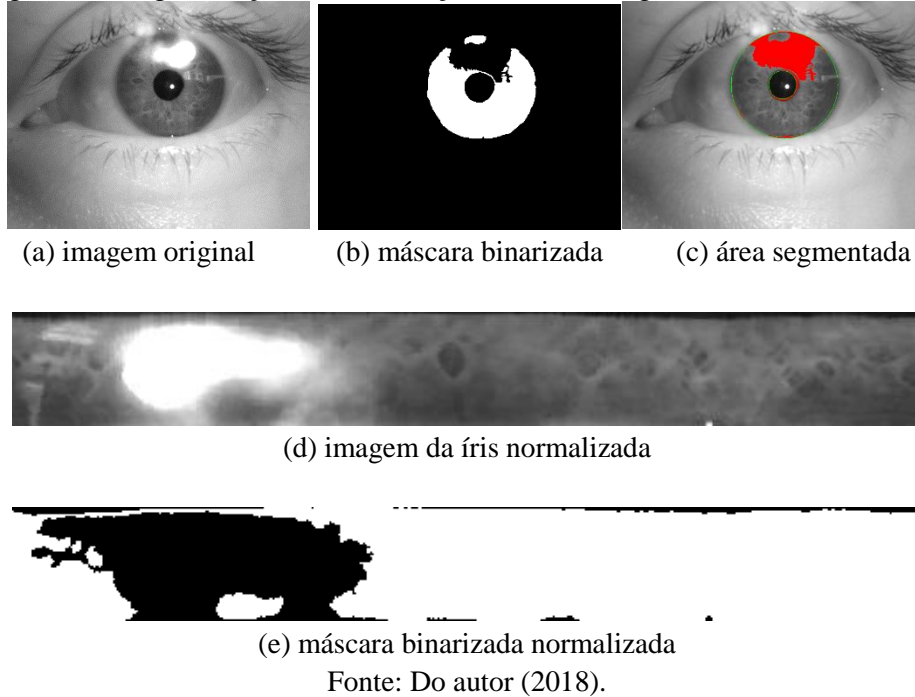 (a) imagem original (b) máscara binarizada (c) área segmentada
(d) imagem da íris normalizada
(e) máscara binarizada normalizada
Fonte: Do autor (2018).